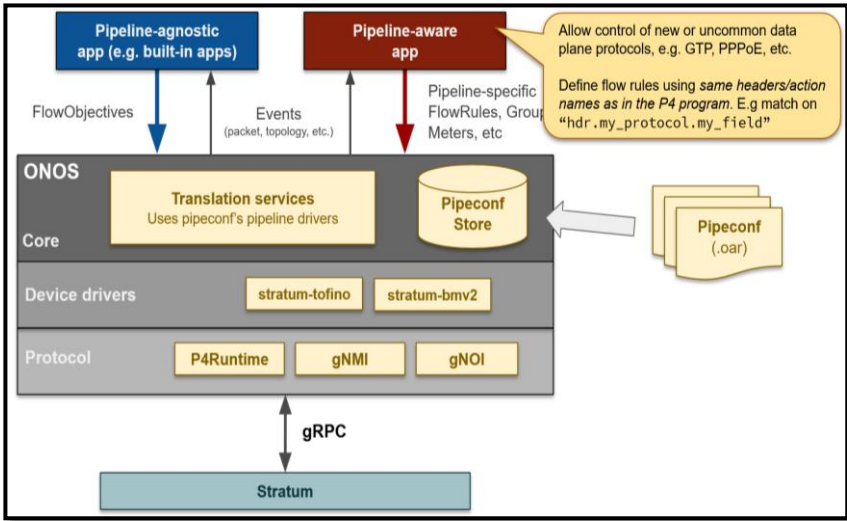 Pipeline-agnostic
app (e.g. built-in apps)
Pipeline-aware
app
Allow control of new or uncommon data
plane protocols, e.g. GTP, PPPoE, etc.
Define flow rules using same headers/action
names as in the P4 program. E.g match on
“hdr.my_protocol.my_field”
FlowObjectives
Events
(packet, topology, etc.)
Pipeline-specific
FlowRules, Group
Meters, etc
ONOS
Core
Translation services
Uses pipeconf's pipeline drivers
Pipeconf
Store
Pipeconf
(.oar)
Device drivers
stratum-tofino
stratum-bmv2
Protocol
P4Runtime
gNMI
gNOI
gRPC
Stratum